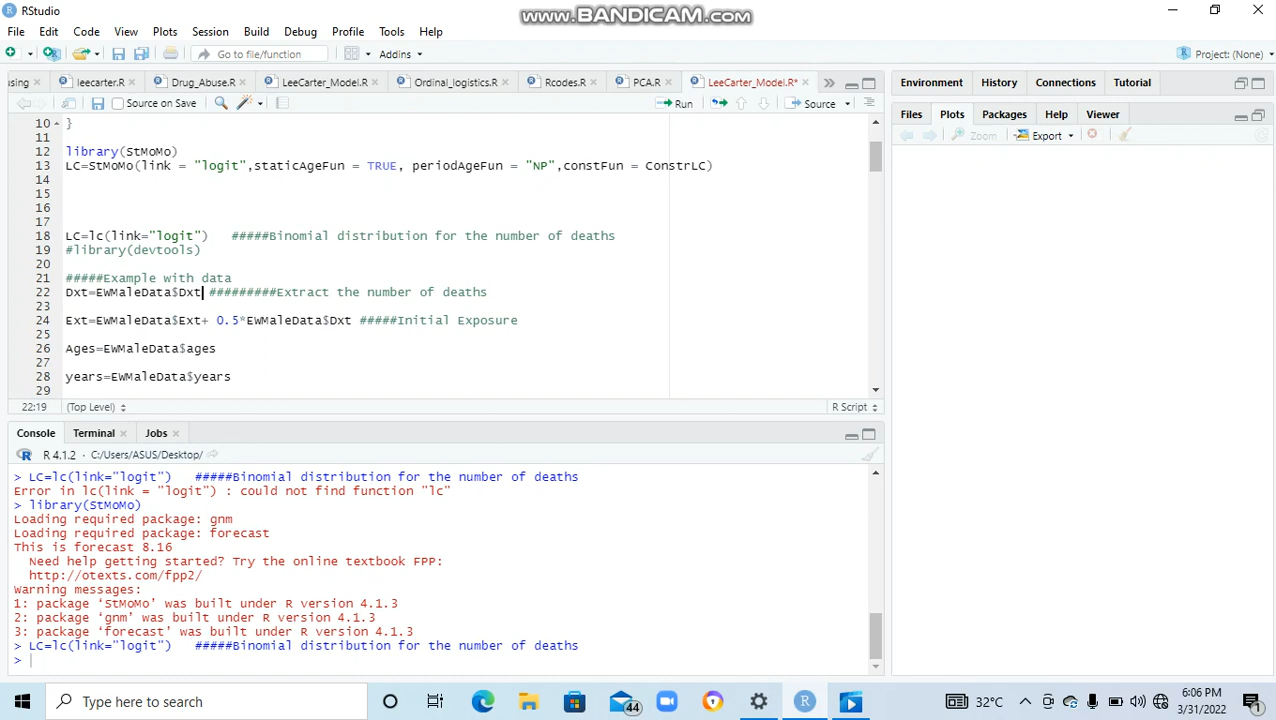 RStudio
www.BANDICAM.com
File Edit Code View Plots Session Build Debug Profile Tools Help
Go to file/function Addins Project: (None)
sing leecarter.R Drug_Abuse.R LeeCarter_Model.R Ordinal_logistics.R Rcodes.R PCA.R LeeCarter_Model.R*
Source on Save Run Source
10 }
11
12 library(StMoMo)
13 LC=StMoMo(link = "logit",staticAgeFun = TRUE, periodAgeFun = "NP",constFun = ConstrLC)
14
15
16
17
18 LC=lc(link="logit") #####Binomial distribution for the number of deaths
19 #library(devtools)
20
21 #####Example with data
22 Dxt=EWMaleData$Dxt #########Extract the number of deaths
23
24 Ext=EWMaleData$Ext+ 0.5*EWMaleData$Dxt #####Initial Exposure
25
26 Ages=EWMaleData$ages
27
28 years=EWMaleData$years
29
22:19 (Top Level) R Script
Console Terminal Jobs
R 4.1.2 · C:/Users/ASUS/Desktop/
> LC=lc(link="logit") #####Binomial distribution for the number of deaths
Error in lc(link = "logit") : could not find function "lc"
> library(StMoMo)
Loading required package: gnm
Loading required package: forecast
This is forecast 8.16
Need help getting started? Try the online textbook FPP:
http://otexts.com/fpp2/
Warning messages:
1: package ‘StMoMo’ was built under R version 4.1.3
2: package ‘gnm’ was built under R version 4.1.3
3: package ‘forecast’ was built under R version 4.1.3
> LC=lc(link="logit") #####Binomial distribution for the number of deaths
>
Environment History Connections Tutorial
Files Plots Packages Help Viewer
Zoom Export
Type here to search
44
32°C
6:06 PM
3/31/2022
1